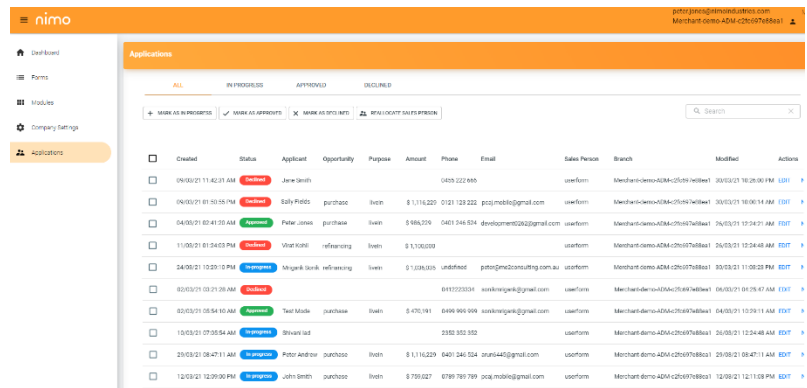 nimo
peter.jones@nimoindustries.com
Merchant-demo-ADM-c2fc697e88ea1
Dashboard
Forms
Modules
Company Settings
Applications
Applications
ALL IN PROGRESS APPROVED DECLINED
MARK AS IN PROGRESS MARK AS APPROVED MARK AS DECLINED REALLOCATE SALES PERSON
Search
Created Status Applicant Opportunity Purpose Amount Phone Email Sales Person Branch Modified Actions
09/03/21 11:42:31 AM Declined Jane Smith 0455 222 665 userform Merchant-demo-ADM-c2fc697e88ea1 30/03/21 10:26:00 PM EDIT
09/03/21 01:50:55 PM Declined Sally Fields purchase livein $ 1,116,229 0121 123 222 pcaj.mobile@gmail.com userform Merchant-demo-ADM-c2fc697e88ea1 30/03/21 10:00:14 AM EDIT
04/03/21 02:41:20 AM Approved Peter Jones purchase livein $ 986,229 0401 246 524 development0262@gmail.com userform Merchant-demo-ADM-c2fc697e88ea1 26/03/21 12:24:21 AM EDIT
11/03/21 01:24:03 PM Declined Virat Kohli refinancing livein $ 1,100,000 userform Merchant-demo-ADM-c2fc697e88ea1 26/03/21 12:24:48 AM EDIT
24/03/21 10:29:10 PM In-progress Mrigank Sonik refinancing livein $ 1,036,035 undefined peter@mo2consulting.com.au userform Merchant-demo-ADM-c2fc697e88ea1 30/03/21 11:03:23 PM EDIT
02/03/21 03:21:28 AM Declined 0412223334 sonikmrigank@gmail.com userform Merchant-demo-ADM-c2fc697e88ea1 04/03/21 04:25:47 AM EDIT
02/03/21 05:54:10 AM Approved Test Mode purchase livein $ 470,191 0499 999 999 sonikmrigank@gmail.com userform Merchant-demo-ADM-c2fc697e88ea1 04/03/21 10:29:11 AM EDIT
10/03/21 07:55:54 AM In-progress Shivani lad 2352 352 352 userform Merchant-demo-ADM-c2fc697e88ea1 26/03/21 12:24:48 AM EDIT
29/03/21 08:47:11 AM In-progress Peter Andrew purchase livein $ 1,116,229 0401 246 524 arun6445@gmail.com userform Merchant-demo-ADM-c2fc697e88ea1 29/03/21 08:47:11 AM EDIT
12/03/21 12:09:00 PM In-progress John Smith purchase livein $ 759,027 0789 789 789 pcaj.mobile@gmail.com userform Merchant-demo-ADM-c2fc697e88ea1 12/03/21 12:11:08 PM EDIT